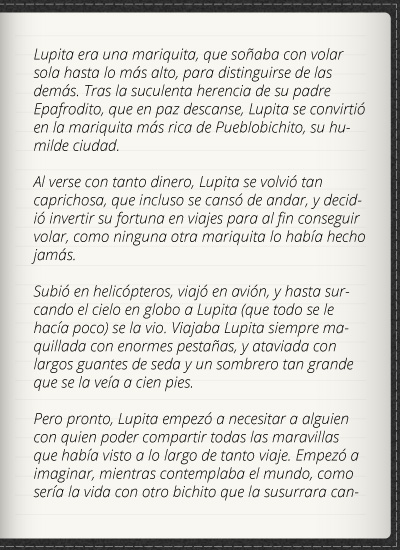 Lupita era una mariquita, que soñaba con volar
sola hasta lo más alto, para distinguirse de las
demás. Tras la suculenta herencia de su padre
Epafrodito, que en paz descanse, Lupita se convirtió
en la mariquita más rica de Pueblobichito, su hu-
milde ciudad.

Al verse con tanto dinero, Lupita se volvió tan
caprichosa, que incluso se cansó de andar, y decid-
ió invertir su fortuna en viajes para al fin conseguir
volar, como ninguna otra mariquita lo había hecho
jamás.

Subió en helicópteros, viajó en avión, y hasta sur-
cando el cielo en globo a Lupita (que todo se le
hacía poco) se la vio. Viajaba Lupita siempre ma-
quillada con enormes pestañas, y ataviada con
largos guantes de seda y un sombrero tan grande
que se la veía a cien pies.

Pero pronto, Lupita empezó a necesitar a alguien
con quien poder compartir todas las maravillas
que había visto a lo largo de tanto viaje. Empezó a
imaginar, mientras contemplaba el mundo, como
sería la vida con otro bichito que la susurrara can-